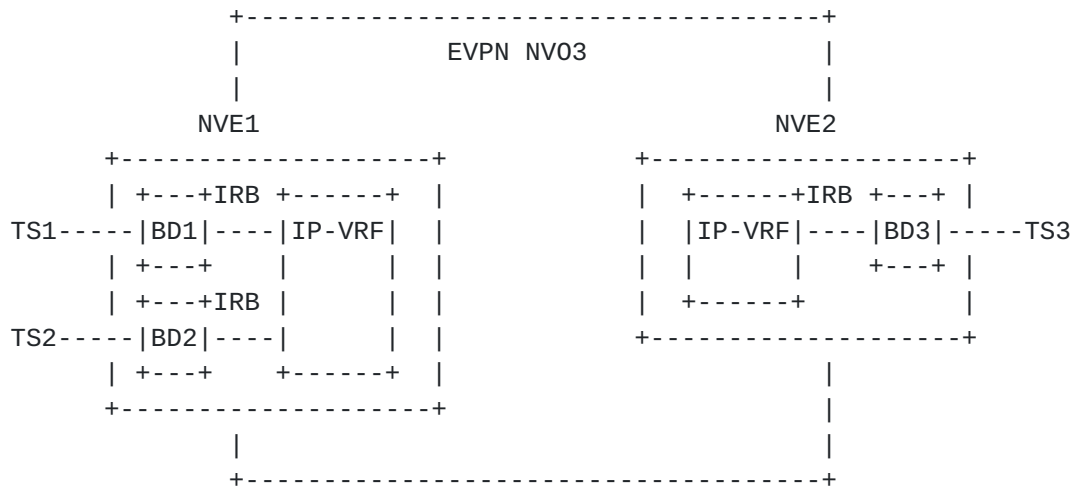 EVPN NVO3
NVE1 NVE2
IRB IRB
TS1 BD1 IP-VRF IP-VRF BD3 TS3
IRB
TS2 BD2